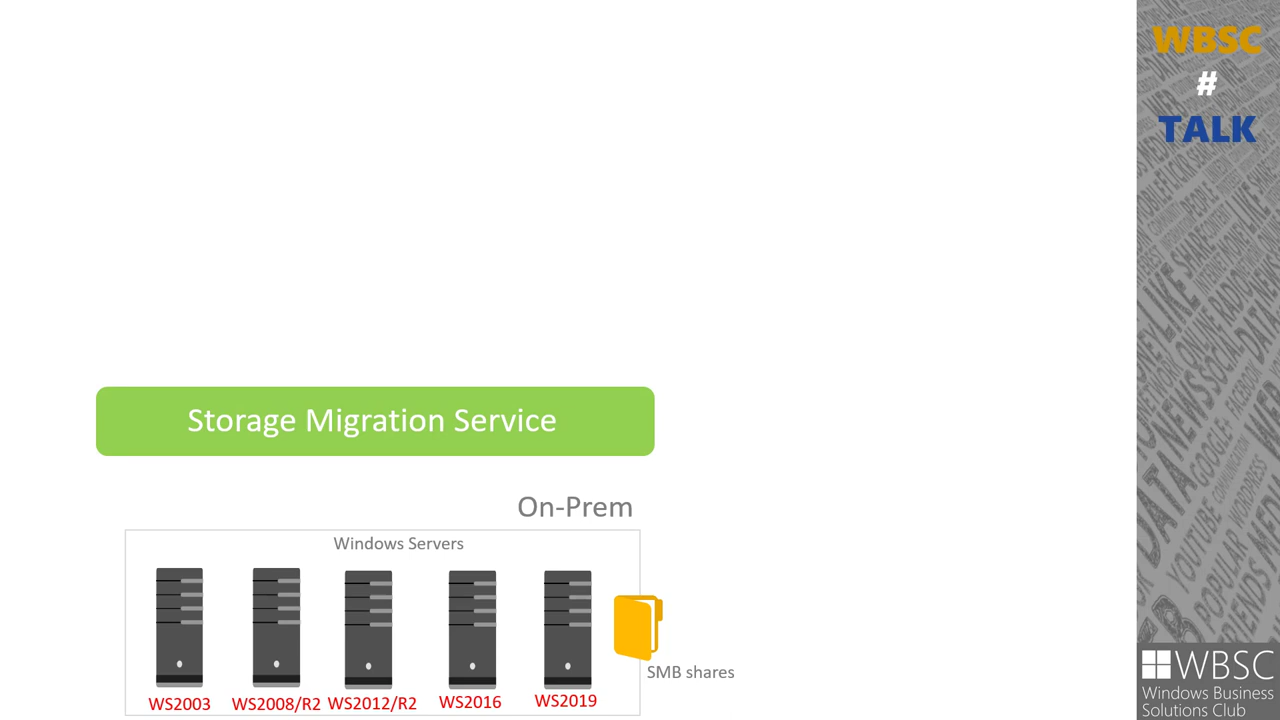 WBSC
#
TALK
Storage Migration Service
On-Prem
Windows Servers
SMB shares
WS2003 WS2008/R2 WS2012/R2 WS2016 WS2019
WBSC
Windows Business
Solutions Club